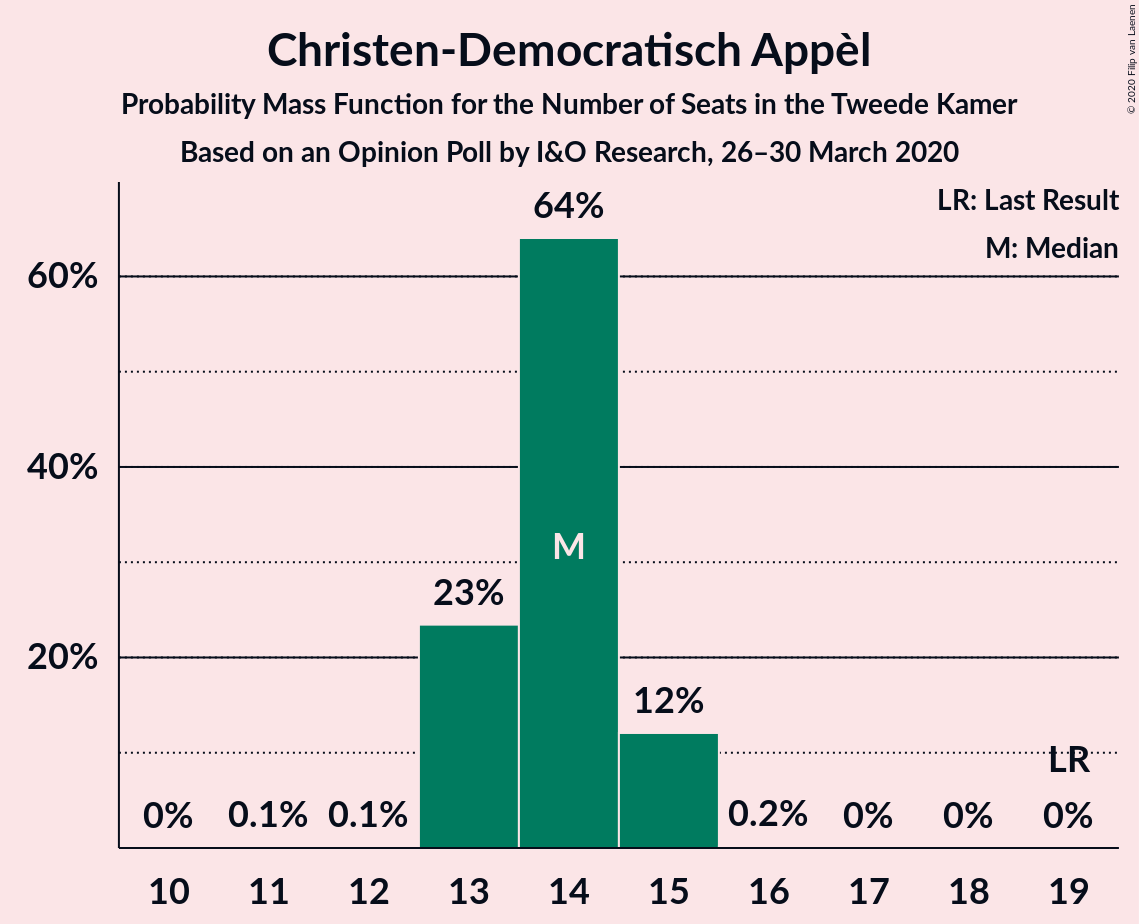 Christen-Democratisch Appèl
Probability Mass Function for the Number of Seats in the Tweede Kamer
Based on an Opinion Poll by I&O Research, 26–30 March 2020
© 2020 Filip van Laenen
LR: Last Result
M: Median
64%
60%
40%
M
23%
20%
12%
LR
0% 0.1% 0.1% 0.2% 0% 0% 0%
10 11 12 13 14 15 16 17 18 19